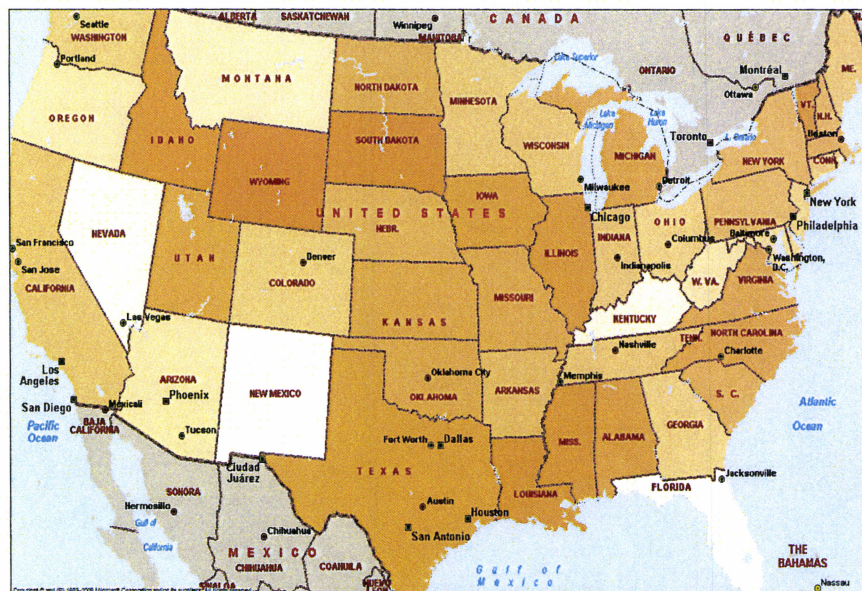 ALBERTA
SASKATCHEWAN
Winnipeg
MANITOBA
CANADA
Seattle
WASHINGTON
Portland
MONTANA
NORTH DAKOTA
MINNESOTA
Lake Superior
ONTARIO
QUÉBEC
Montréal
Ottawa
ME.
OREGON
IDAHO
SOUTH DAKOTA
WISCONSIN
Lake
Michigan
Lake
Huron
MICHIGAN
Toronto
L. Ontario
VT.
N.H.
Boston
NEW YORK
CONN.
WYOMING
Milwaukee
Detroit
IOWA
Chicago
New York
PENNSYLVANIA
Philadelphia
UNITED STATES
NEBR.
NEVADA
UTAH
Denver
COLORADO
ILLINOIS
INDIANA
Indianapolis
OHIO
Columbus
Baltimore
Washington,
D.C.
W. VA.
VIRGINIA
San Francisco
San Jose
CALIFORNIA
Las Vegas
KANSAS
MISSOURI
KENTUCKY
Los
Angeles
ARIZONA
Phoenix
NEW MEXICO
Oklahoma City
OKLAHOMA
ARKANSAS
Nashville
TENN.
Memphis
NORTH CAROLINA
Charlotte
S. C.
San Diego
Mexicali
BAJA
CALIFORNIA
Pacific
Ocean
Tucson
Atlantic
Ocean
Fort Worth
Dallas
MISS.
ALABAMA
GEORGIA
Ciudad
Juárez
TEXAS
LOUISIANA
Jacksonville
FLORIDA
SONORA
Hermosillo
Gulf of
California
Chihuahua
Austin
Houston
San Antonio
MEXICO
CHIHUAHUA
COAHUILA
Gulf of
Mexico
THE
BAHAMAS
Nassau